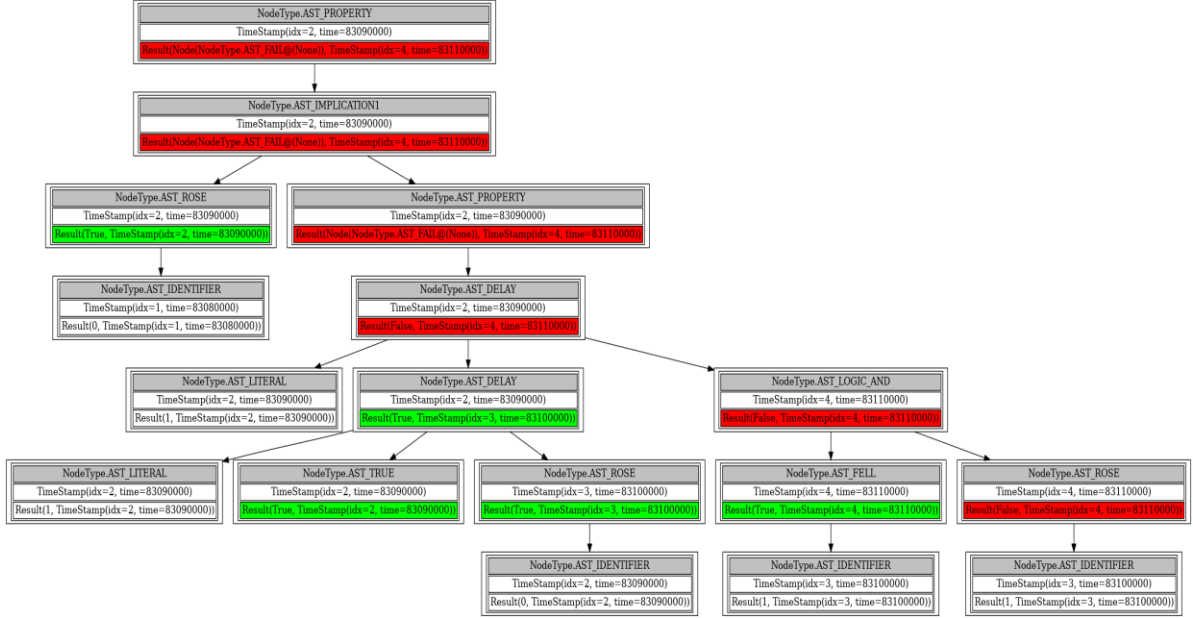 NodeType.AST_PROPERTY
TimeStamp(idx=2, time=83090000)
Result(Node(NodeType.AST_FAIL@(None)), TimeStamp(idx=4, time=83110000))
NodeType.AST_IMPLICATION1
TimeStamp(idx=2, time=83090000)
Result(Node(NodeType.AST_FAIL@(None)), TimeStamp(idx=4, time=83110000))
NodeType.AST_ROSE
TimeStamp(idx=2, time=83090000)
Result(True, TimeStamp(idx=2, time=83090000))
NodeType.AST_PROPERTY
TimeStamp(idx=2, time=83090000)
Result(Node(NodeType.AST_FAIL@(None)), TimeStamp(idx=4, time=83110000))
NodeType.AST_IDENTIFIER
TimeStamp(idx=1, time=83080000)
Result(0, TimeStamp(idx=1, time=83080000))
NodeType.AST_DELAY
TimeStamp(idx=2, time=83090000)
Result(False, TimeStamp(idx=4, time=83110000))
NodeType.AST_LITERAL
TimeStamp(idx=2, time=83090000)
Result(1, TimeStamp(idx=2, time=83090000))
NodeType.AST_DELAY
TimeStamp(idx=2, time=83090000)
Result(True, TimeStamp(idx=3, time=83100000))
NodeType.AST_LOGIC_AND
TimeStamp(idx=4, time=83110000)
Result(False, TimeStamp(idx=4, time=83110000))
NodeType.AST_LITERAL
TimeStamp(idx=2, time=83090000)
Result(1, TimeStamp(idx=2, time=83090000))
NodeType.AST_TRUE
TimeStamp(idx=2, time=83090000)
Result(True, TimeStamp(idx=2, time=83090000))
NodeType.AST_ROSE
TimeStamp(idx=3, time=83100000)
Result(True, TimeStamp(idx=3, time=83100000))
NodeType.AST_FELL
TimeStamp(idx=4, time=83110000)
Result(True, TimeStamp(idx=4, time=83110000))
NodeType.AST_ROSE
TimeStamp(idx=4, time=83110000)
Result(False, TimeStamp(idx=4, time=83110000))
NodeType.AST_IDENTIFIER
TimeStamp(idx=2, time=83090000)
Result(0, TimeStamp(idx=2, time=83090000))
NodeType.AST_IDENTIFIER
TimeStamp(idx=3, time=83100000)
Result(1, TimeStamp(idx=3, time=83100000))
NodeType.AST_IDENTIFIER
TimeStamp(idx=3, time=83100000)
Result(1, TimeStamp(idx=3, time=83100000))